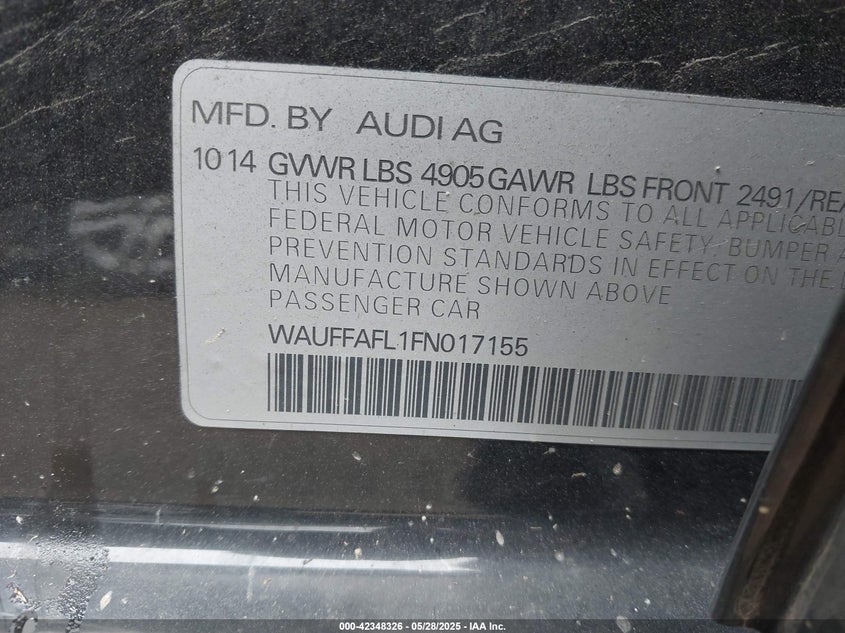 MFD. BY AUDI AG
10 14 GVWR LBS 4905 GAWR LBS FRONT 2491/REA
THIS VEHICLE CONFORMS TO ALL APPLICABLE
FEDERAL MOTOR VEHICLE SAFETY, BUMPER A
PREVENTION STANDARDS IN EFFECT ON THE
MANUFACTURE SHOWN ABOVE
PASSENGER CAR
WAUFFAFL1FN017155
000-42348326 / 05/28/2025 - IAA Inc.